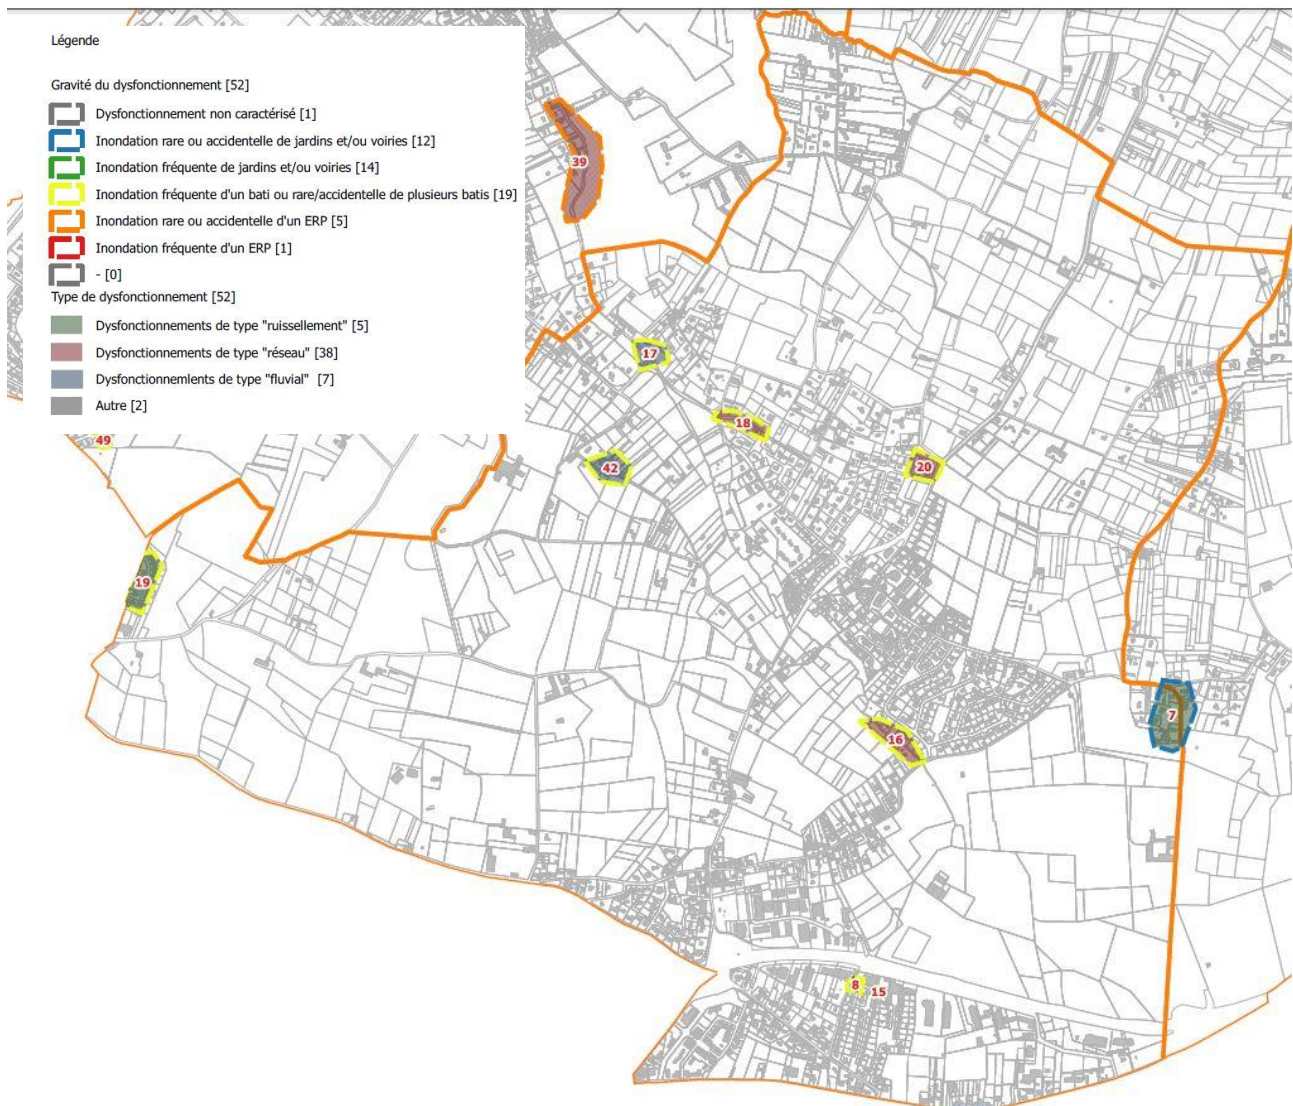 Légende
Gravité du dysfonctionnement [52]
Dysfonctionnement non caractérisé [1]
Inondation rare ou accidentelle de jardins et/ou voiries [12]
Inondation fréquente de jardins et/ou voiries [14]
Inondation fréquente d'un bati ou rare/accidentelle de plusieurs batis [19]
Inondation rare ou accidentelle d'un ERP [5]
Inondation fréquente d'un ERP [1]
- [0]
Type de dysfonctionnement [52]
Dysfonctionnements de type "ruissellement" [5]
Dysfonctionnements de type "réseau" [38]
Dysfonctionnemlents de type "fluvial" [7]
Autre [2]
39
17
18
49
42
20
19
7
16
8
15